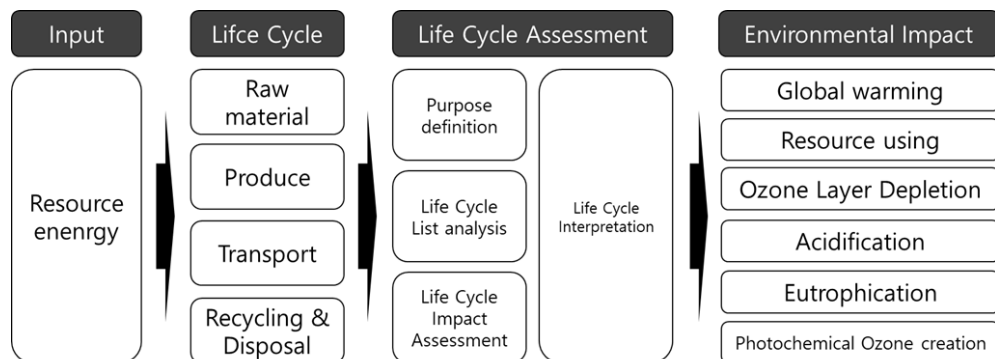 Input
Lifce Cycle
Life Cycle Assessment
Environmental Impact
Resource
enenrgy
Raw
material
Produce
Transport
Recycling &
Disposal
Purpose
definition
Life Cycle
List analysis
Life Cycle
Impact
Assessment
Life Cycle
Interpretation
Global warming
Resource using
Ozone Layer Depletion
Acidification
Eutrophication
Photochemical Ozone creation